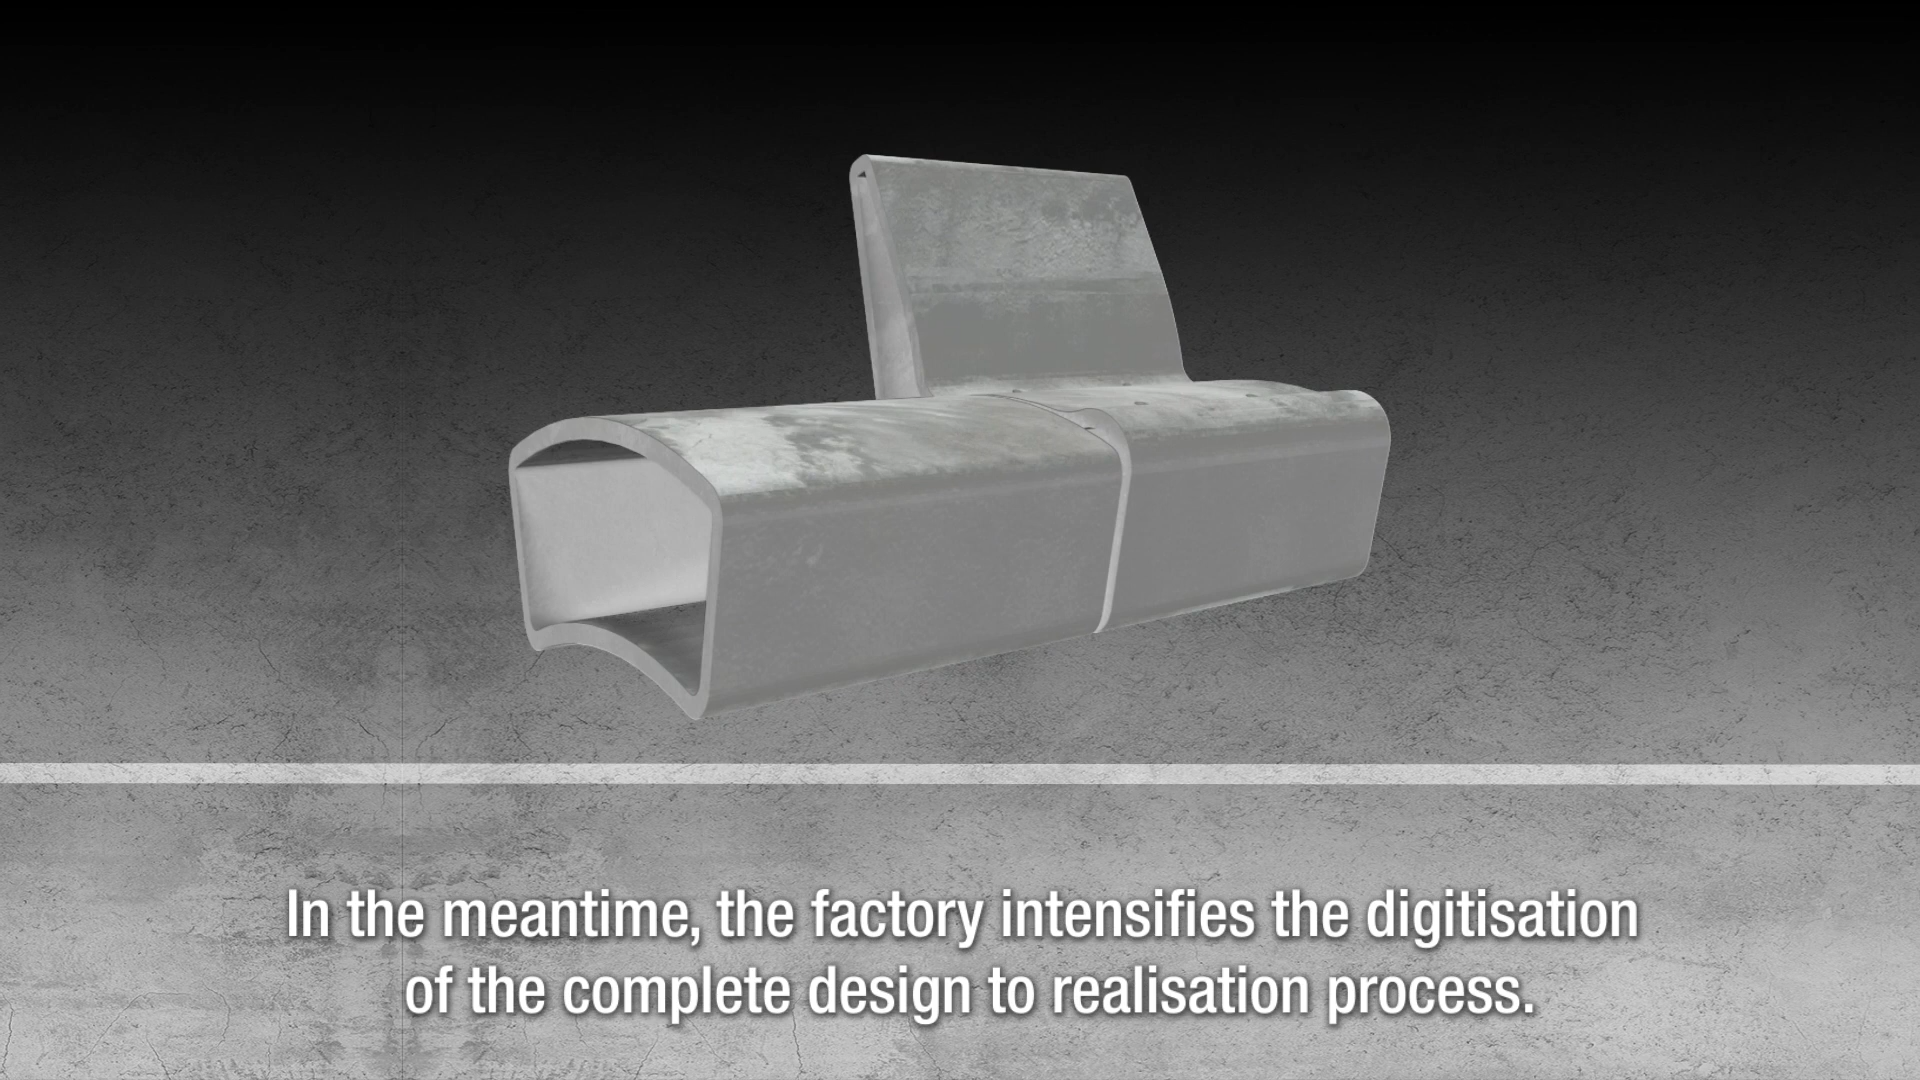 In the meantime, the factory intensifies the digitisation
of the complete design to realisation process.